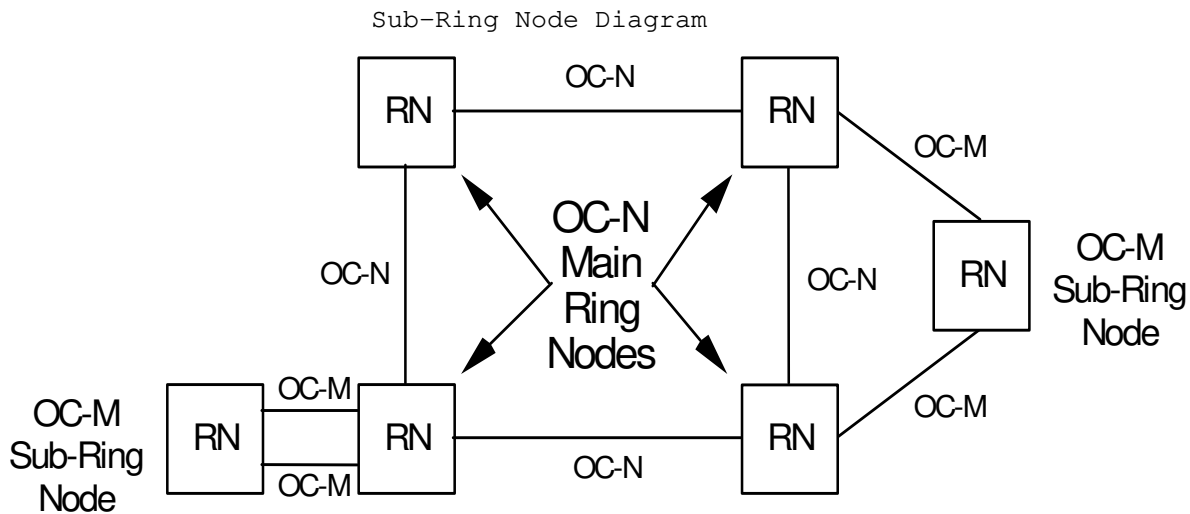 Sub-Ring Node Diagram
RN
OC-N
RN
OC-M
OC-N
OC-N
Main
Ring
Nodes
OC-N
RN
OC-M
Sub-Ring
Node
OC-M
Sub-Ring
Node
RN
OC-M
OC-M
RN
OC-N
RN
OC-M